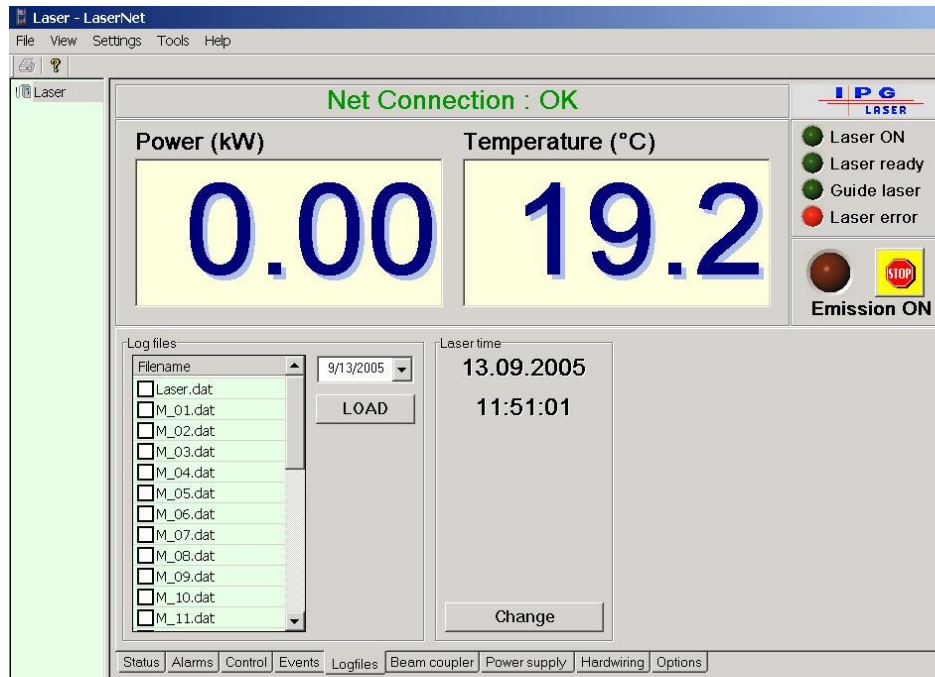 Laser - LaserNet
File View Settings Tools Help
Laser
Net Connection : OK
IPG
LASER
Power (kW)
0.00
Temperature (°C)
19.2
Laser ON
Laser ready
Guide laser
Laser error
STOP
Emission ON
Log files
Filename
Laser.dat
M_01.dat
M_02.dat
M_03.dat
M_04.dat
M_05.dat
M_06.dat
M_07.dat
M_08.dat
M_09.dat
M_10.dat
M_11.dat
9/13/2005
LOAD
Laser time
13.09.2005
11:51:01
Change
Status Alarms Control Events Logfiles Beam coupler Power supply Hardwiring Options